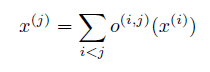 x^{(j)} = \sum_{i<j} o^{(i,j)}(x^{(i)})